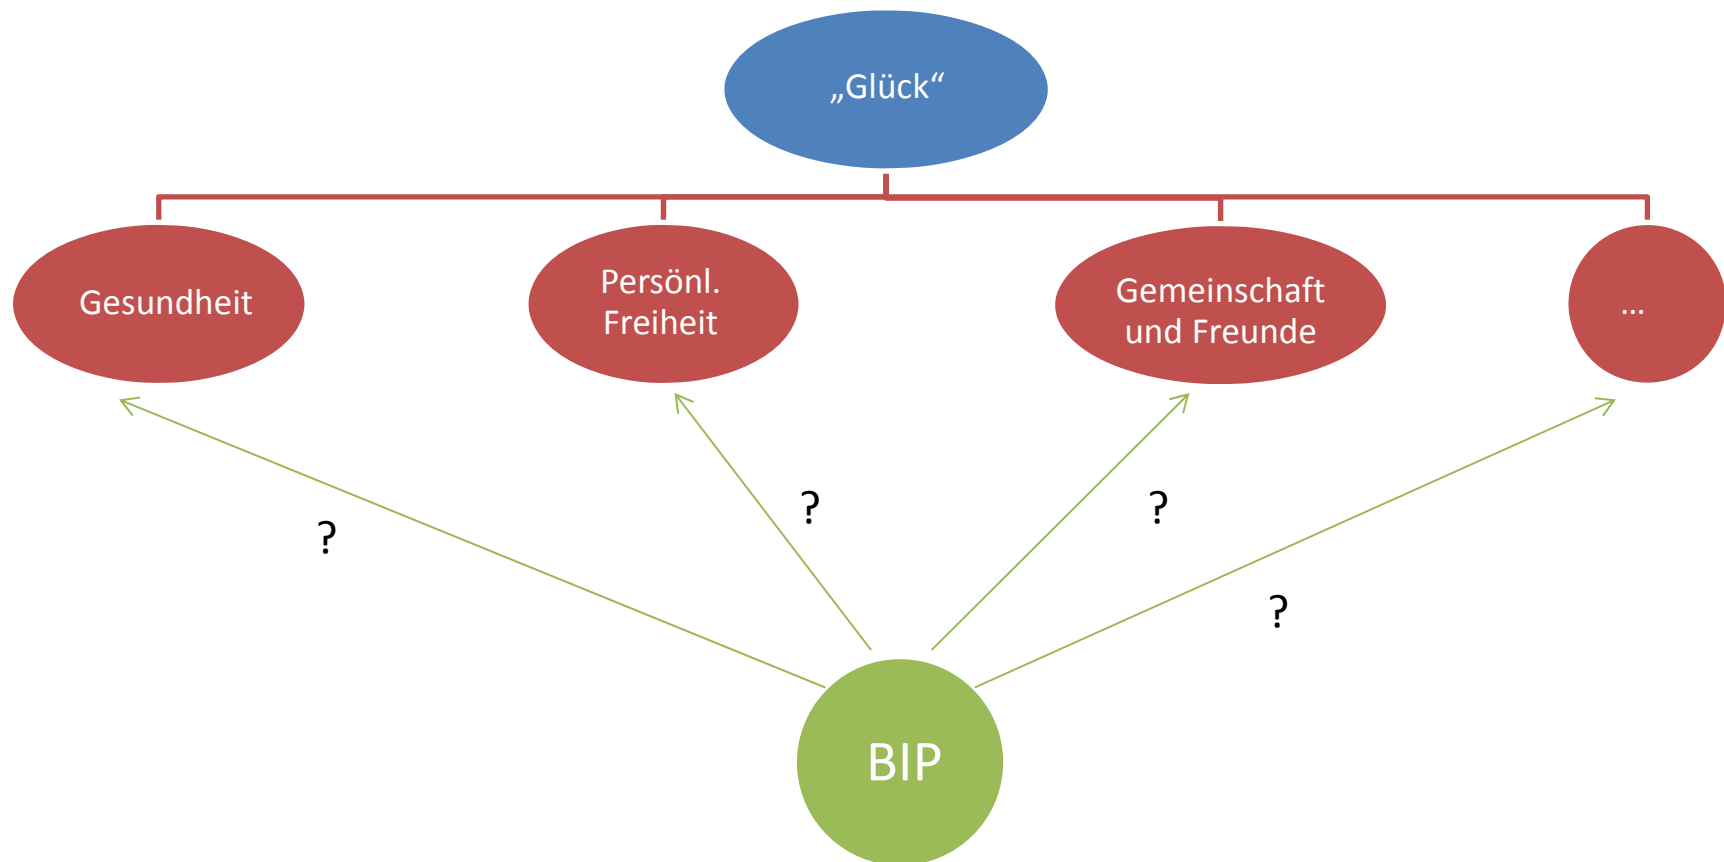 „Glück“
Gesundheit
Persönl.
Freiheit
Gemeinschaft
und Freunde
...
?
?
?
?
BIP